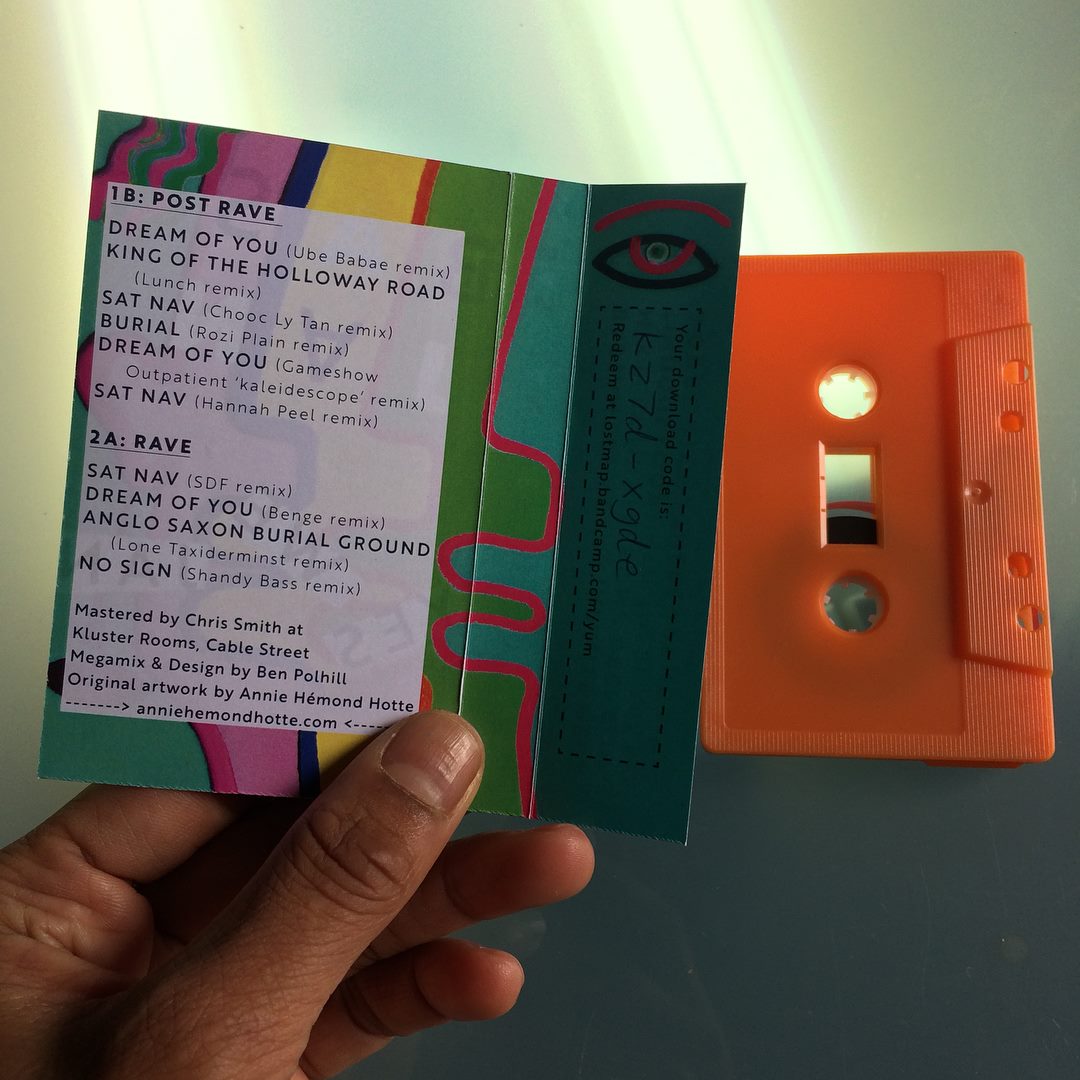 1B: POST RAVE
DREAM OF YOU (Ube Babae remix)
KING OF THE HOLLOWAY ROAD
(Lunch remix)
SAT NAV (Chooc Ly Tan remix)
BURIAL (Rozi Plain remix)
DREAM OF YOU (Gameshow
Outpatient 'kaleidescope' remix)
SAT NAV (Hannah Peel remix)
2A: RAVE
SAT NAV (SDF remix)
DREAM OF YOU (Benge remix)
ANGLO SAXON BURIAL GROUND
(Lone Taxiderminst remix)
NO SIGN (Shandy Bass remix)
Mastered by Chris Smith at
Kluster Rooms, Cable Street
Megamix & Design by Ben Polhill
Original artwork by Annie Hémond Hotte
-------> anniehemondhotte.com <----
Your download code is:
kz7d-xgde
Redeem at lostmap.bandcamp.com/yum